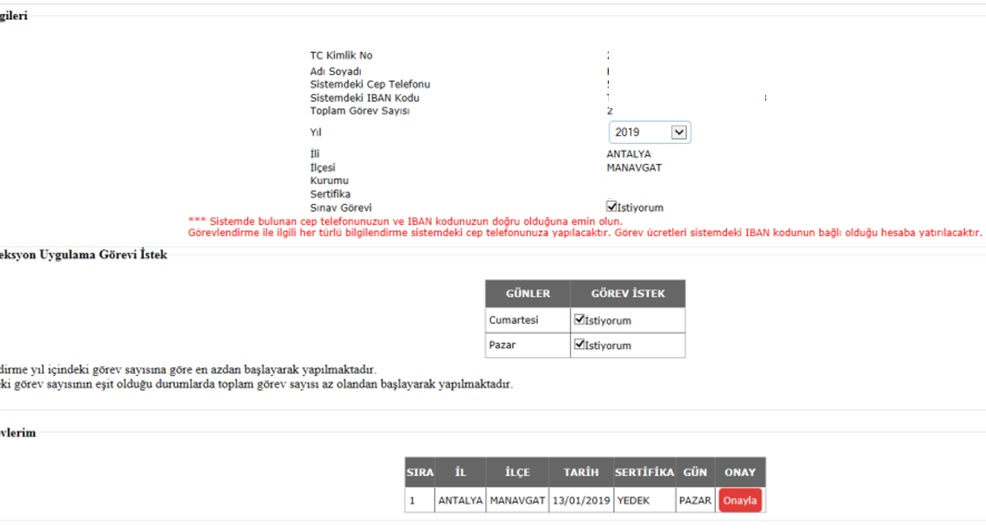 gileri
TC Kimlik No
Adı Soyadı
Sistemdeki Cep Telefonu
Sistemdeki IBAN Kodu
Toplam Görev Sayısı 2
Yıl 2019
İli ANTALYA
İlçesi MANAVGAT
Kurumu
Sertifika
Sınav Görevi İstiyorum
*** Sistemde bulunan cep telefonunuzun ve IBAN kodunuzun doğru olduğuna emin olun.
Görevlendirme ile ilgili her türlü bilgilendirme sistemdeki cep telefonunuza yapılacaktır. Görev ücretleri sistemdeki IBAN kodunun bağlı olduğu hesaba yatırılacaktır.
eksyon Uygulama Görevi İstek
GÜNLER GÖREV İSTEK
Cumartesi İstiyorum
Pazar İstiyorum
dirme yıl içindeki görev sayısına göre en azdan başlayarak yapılmaktadır.
ki görev sayısının eşit olduğu durumlarda toplam görev sayısı az olandan başlayarak yapılmaktadır.
vlerim
SIRA İL İLÇE TARİH SERTİFİKA GÜN ONAY
1 ANTALYA MANAVGAT 13/01/2019 YEDEK PAZAR Onayla